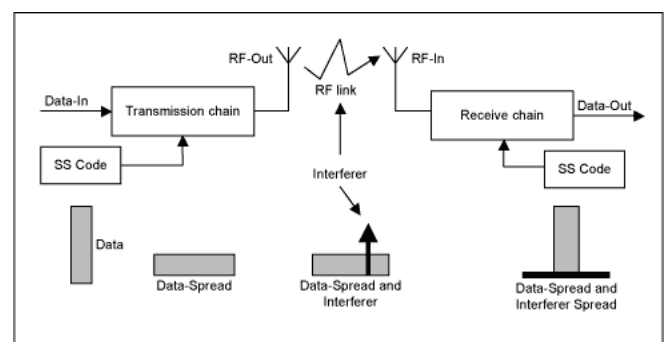 RF-Out
RF-In
RF link
Data-In
Data-Out
Transmission chain
Receive chain
SS Code
Interferer
SS Code
Data
Data-Spread
Data-Spread and
Interferer
Data-Spread and
Interferer Spread